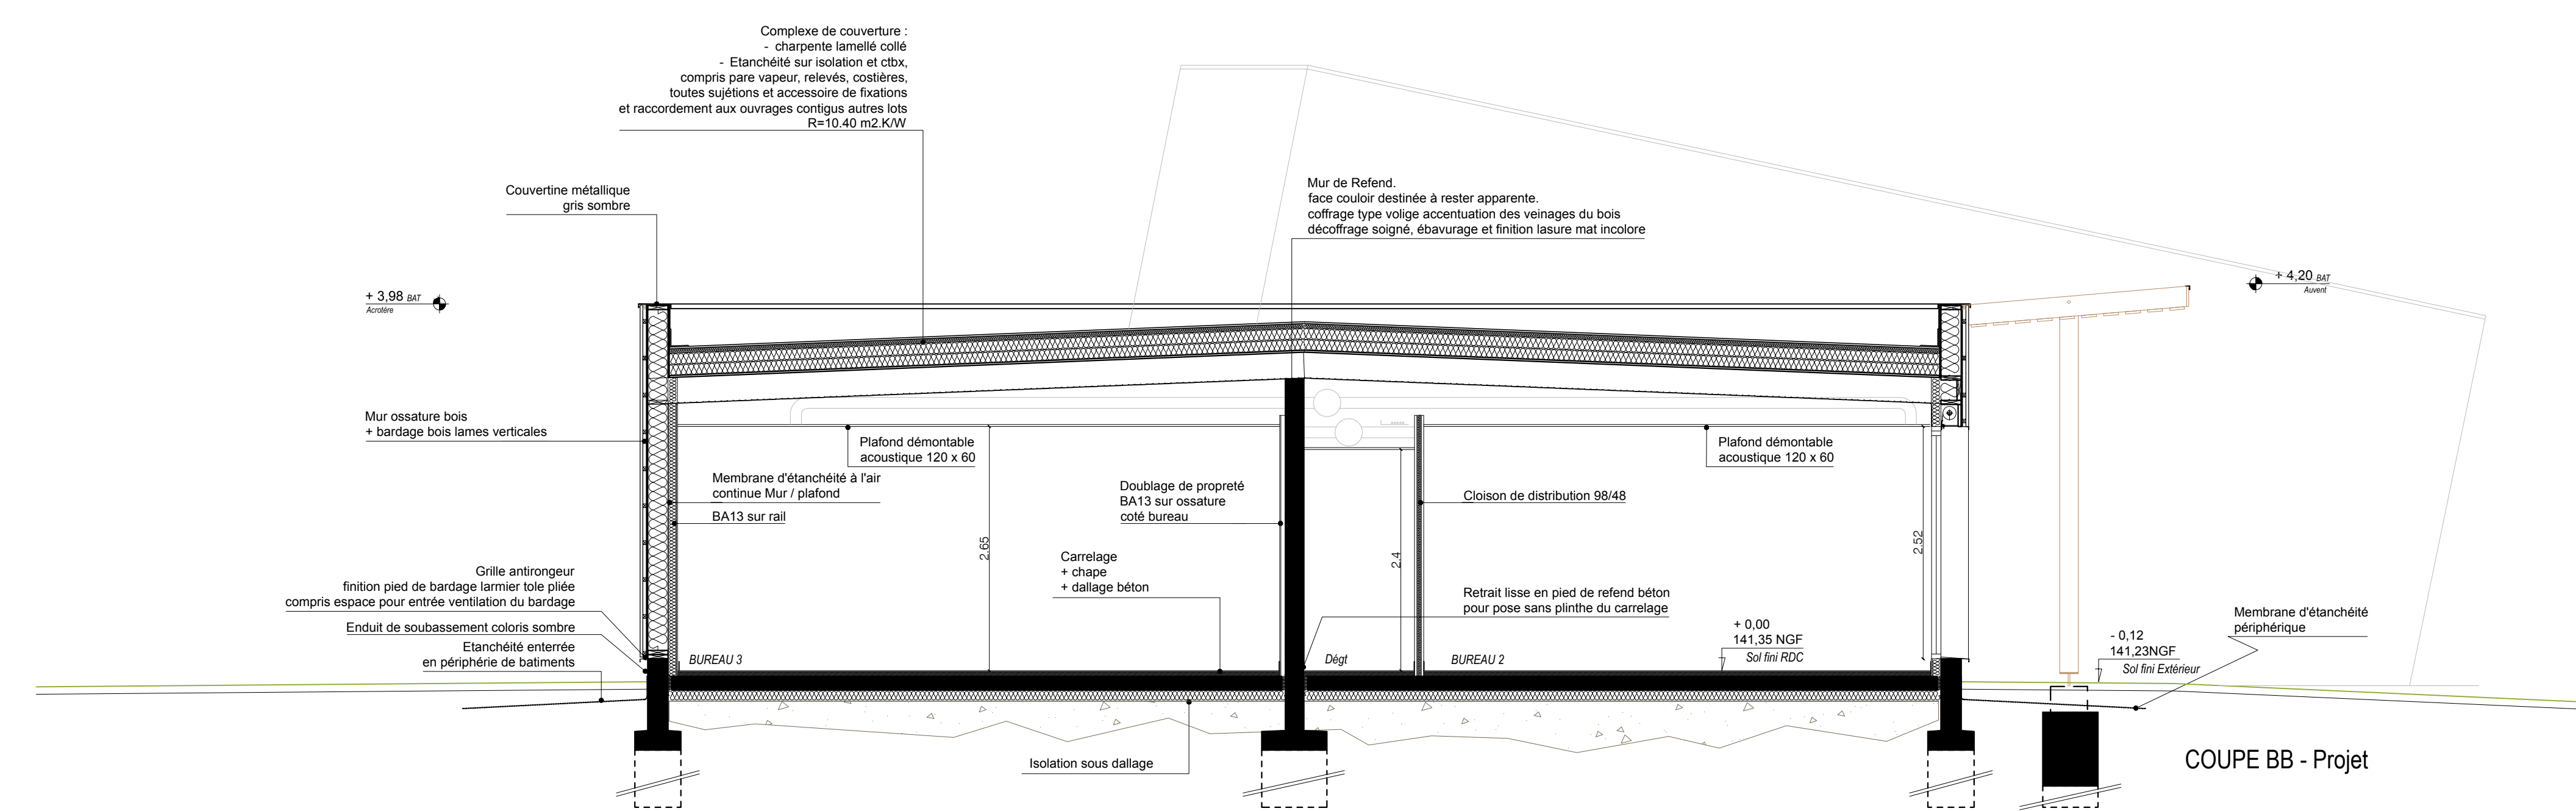 Complexe de couverture :
- charpente lamellé collé
- Etanchéité sur isolation et ctbx,
compris pare vapeur, relevés, costières,
toutes sujétions et accessoire de fixations
et raccordement aux ouvrages contigus autres lots
R=10.40 m2.K/W
Couvertine métallique
gris sombre
Mur de Refend.
face couloir destinée à rester apparente.
coffrage type volige accentuation des veinages du bois
décoffrage soigné, ébavurage et finition lasure mat incolore
+ 3,98 BAT
Acrotère
+ 4,20 BAT
Auvent
Mur ossature bois
+ bardage bois lames verticales
Plafond démontable
acoustique 120 x 60
Plafond démontable
acoustique 120 x 60
Membrane d'étanchéité à l'air
continue Mur / plafond
BA13 sur rail
Doublage de propreté
BA13 sur ossature
coté bureau
Cloison de distribution 98/48
2.65
2.4
2.52
Carrelage
+ chape
+ dallage béton
Grille antirongeur
finition pied de bardage larmier tole pliée
compris espace pour entrée ventilation du bardage
Enduit de soubassement coloris sombre
Etanchéité enterrée
en périphérie de batiments
Retrait lisse en pied de refend béton
pour pose sans plinthe du carrelage
+ 0,00
141,35 NGF
Sol fini RDC
Membrane d'étanchéité
périphérique
- 0,12
141,23NGF
Sol fini Extérieur
BUREAU 3
Dégt
BUREAU 2
Isolation sous dallage
COUPE BB - Projet